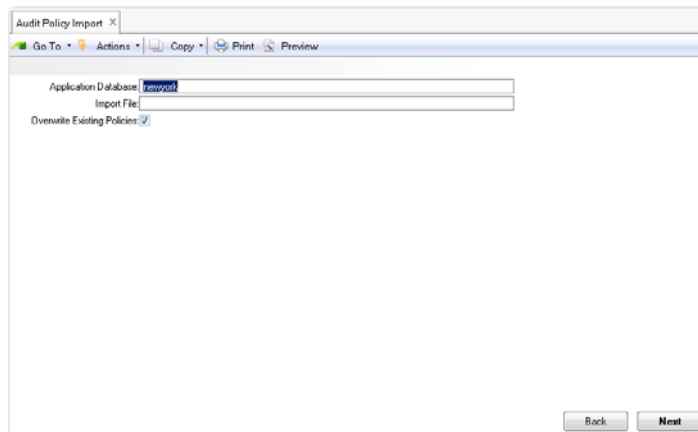 Audit Policy Import
Go To Actions Copy Print Preview
Application Database: newyork
Import File:
Overwrite Existing Policies:
Back Next